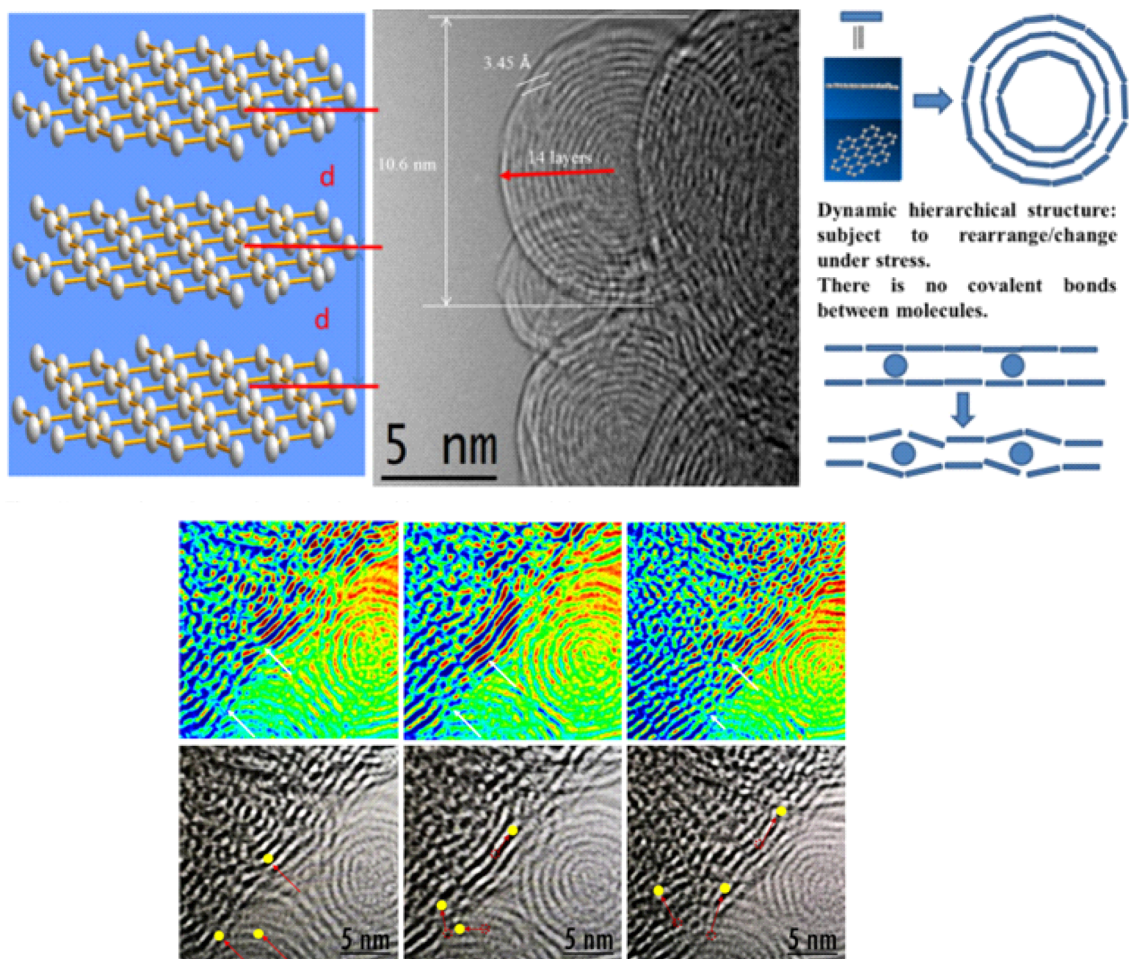 d
d
3.45 Å
10.6 nm
14 layers
5 nm
Dynamic hierarchical structure:
subject to rearrange/change
under stress.
There is no covalent bonds
between molecules.
5 nm
5 nm
5 nm